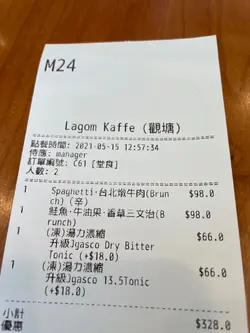 M24
Lagom Kaffe (觀塘)
點餐時間: 2021-05-15 12:57:34
侍應: manager
訂單編號: C61 [堂食]
人數: 2
1 Spaghetti·台北燉牛肉(Brunch)(辛) $98.0
1 鮭魚·牛油果·香草三文治(Brunch) $98.0
1 (凍)湯力濃縮 $66.0
升級Jgasco Dry Bitter
Tonic (+$18.0)
1 (凍)湯力濃縮 $66.0
升級Jgasco 13.5Tonic
(+$18.0)
小計 $328.0
優惠